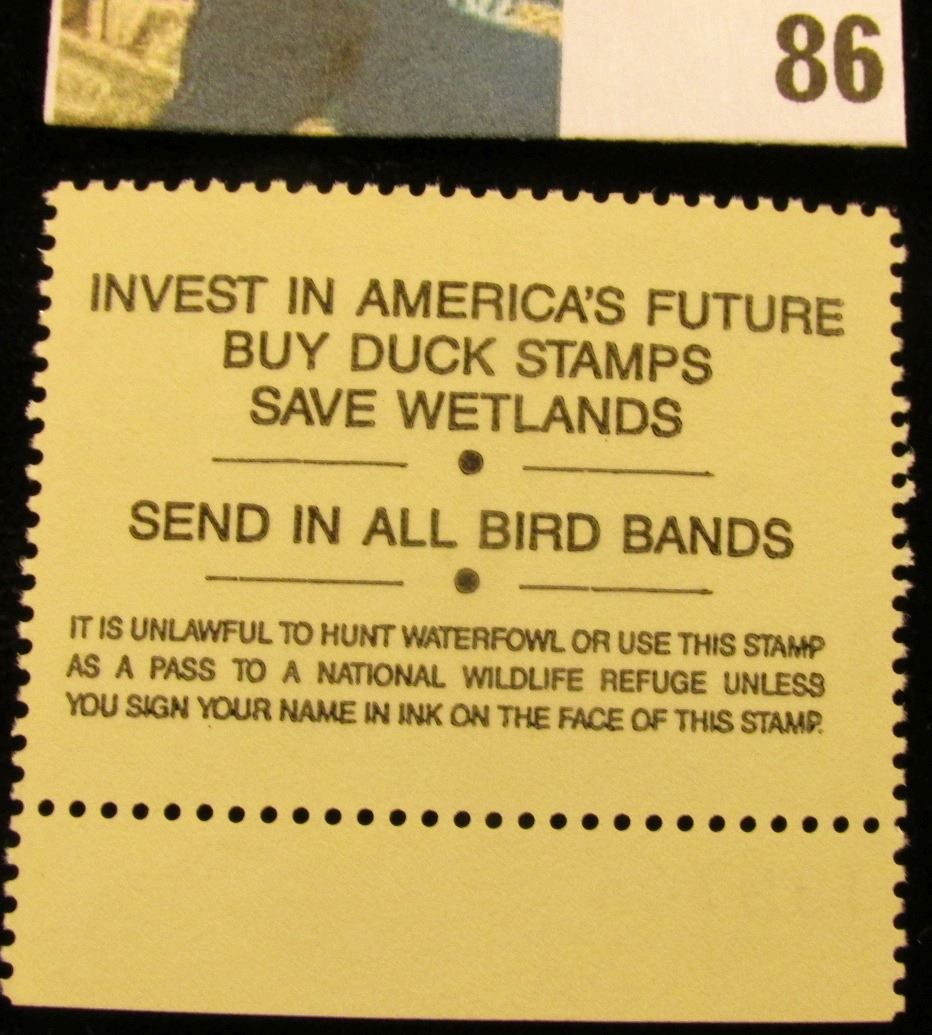 86
INVEST IN AMERICA'S FUTURE
BUY DUCK STAMPS
SAVE WETLANDS
SEND IN ALL BIRD BANDS
IT IS UNLAWFUL TO HUNT WATERFOWL OR USE THIS STAMP
AS A PASS TO A NATIONAL WILDLIFE REFUGE UNLESS
YOU SIGN YOUR NAME IN INK ON THE FACE OF THIS STAMP.